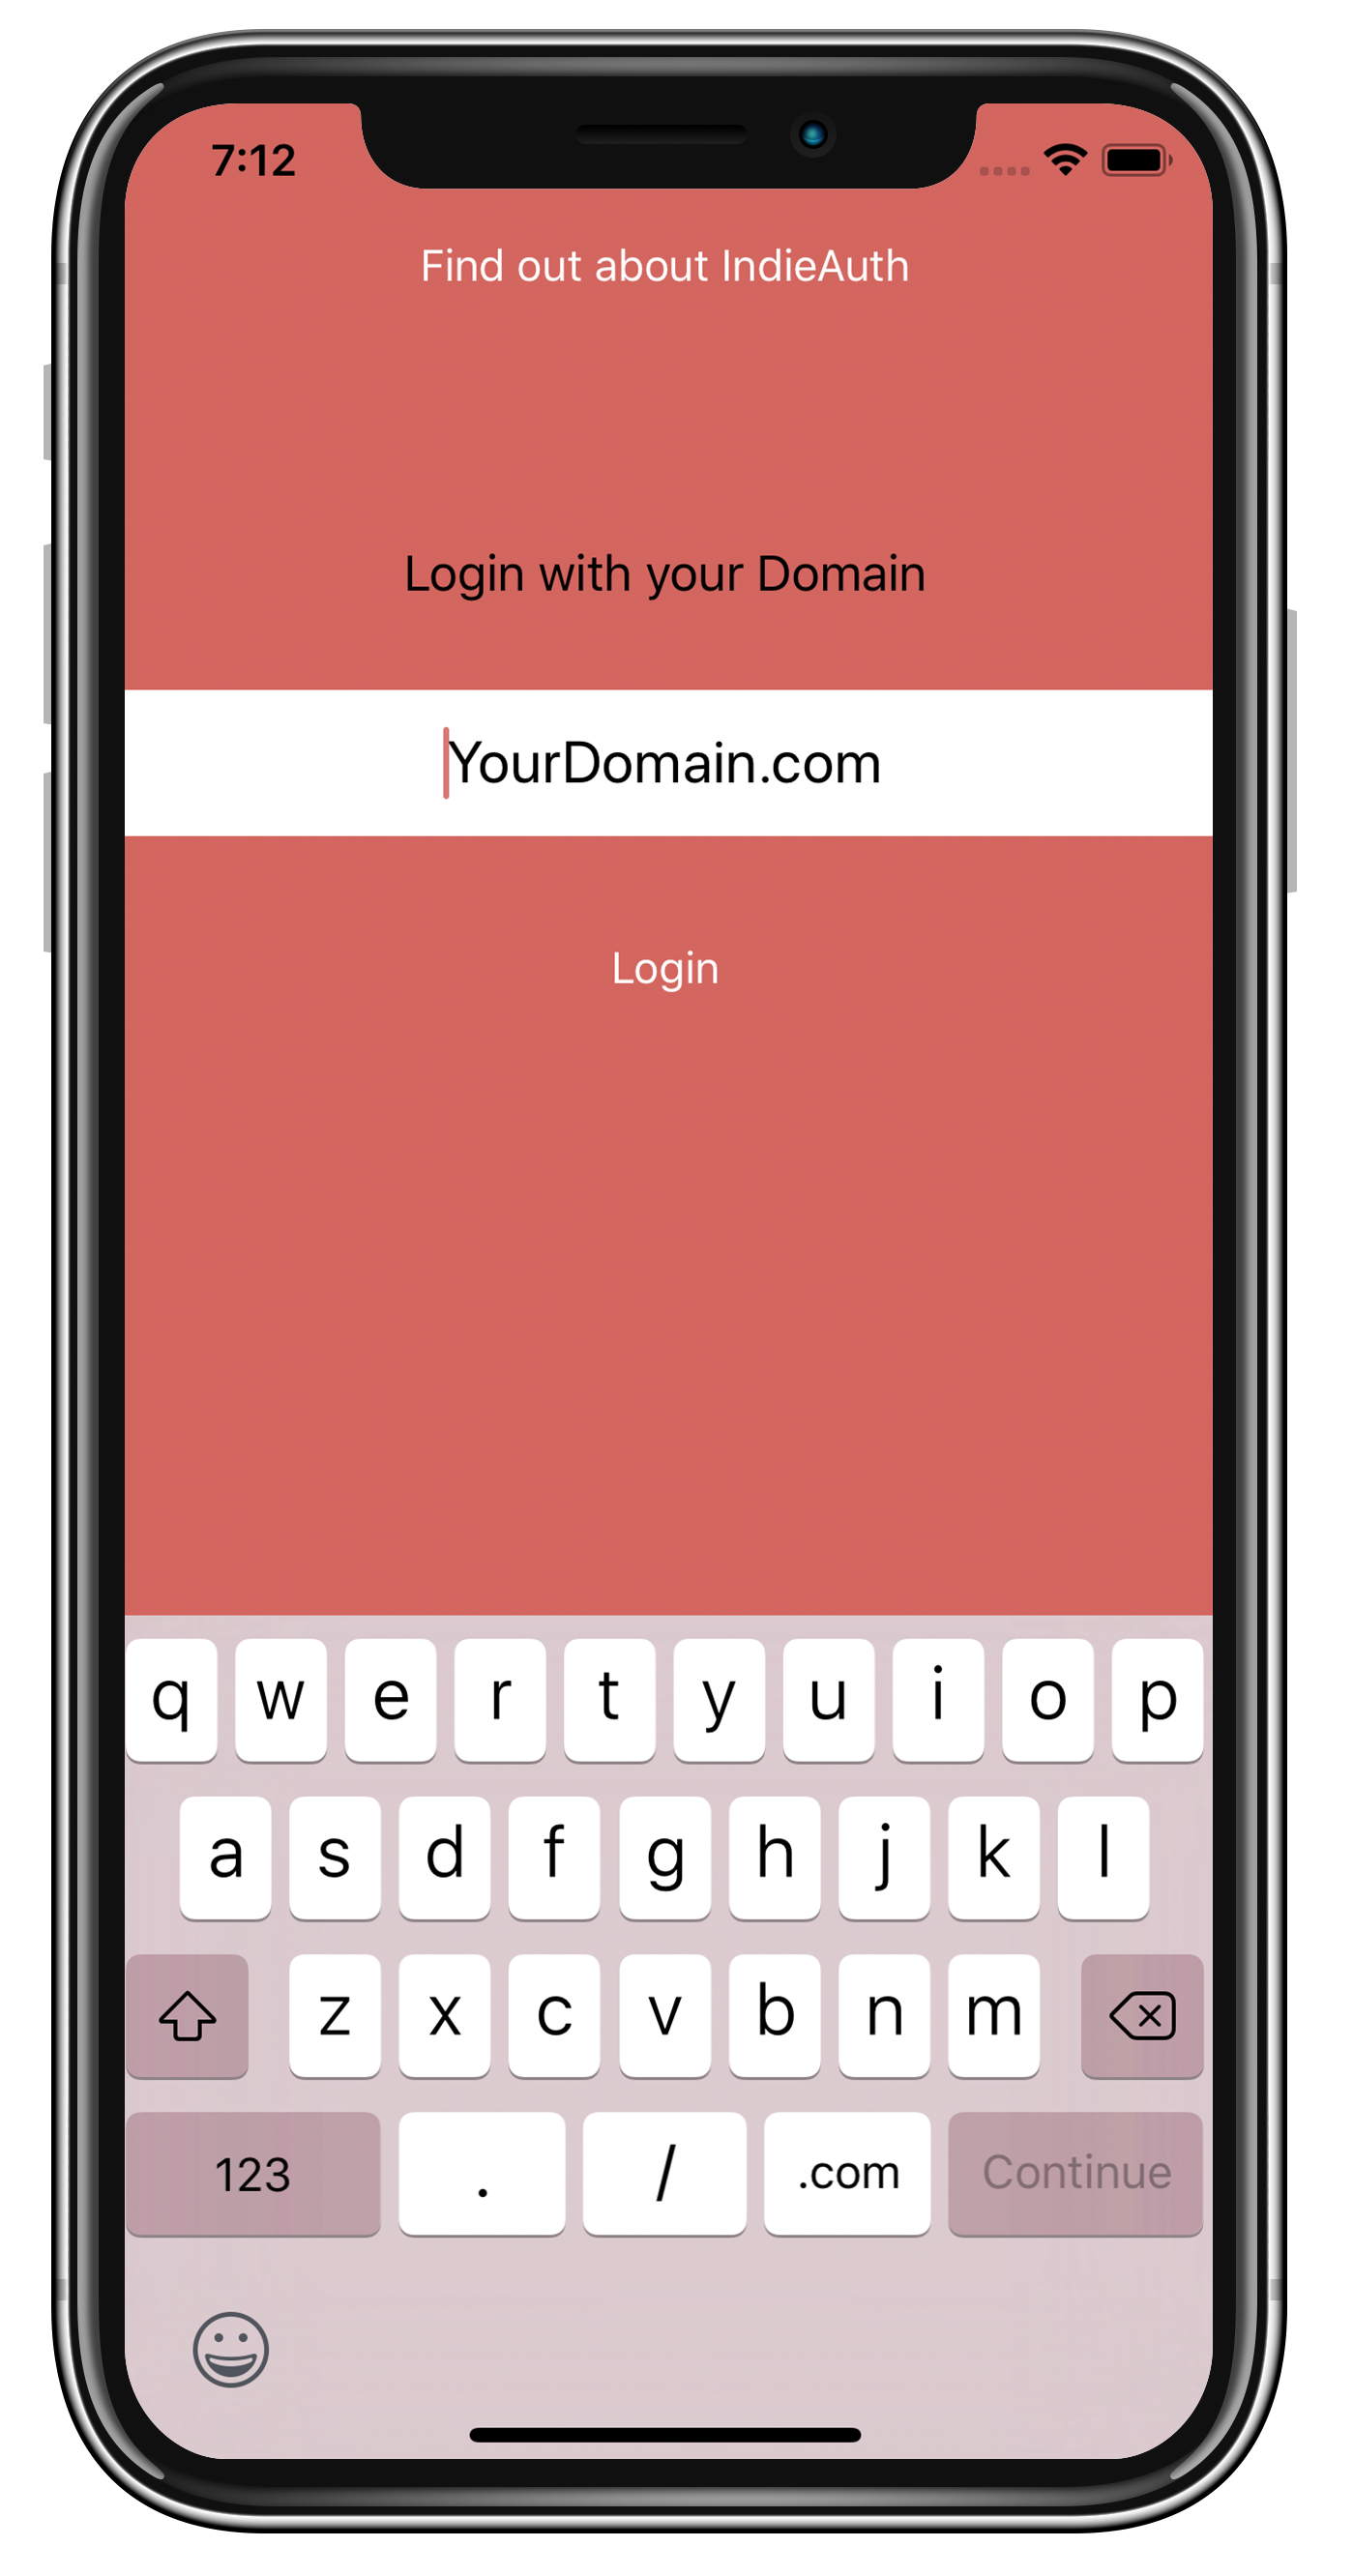 7:12
Find out about IndieAuth
Login with your Domain
YourDomain.com
Login
q w e r t y u i o p
a s d f g h j k l
z x c v b n m
123 . / .com Continue